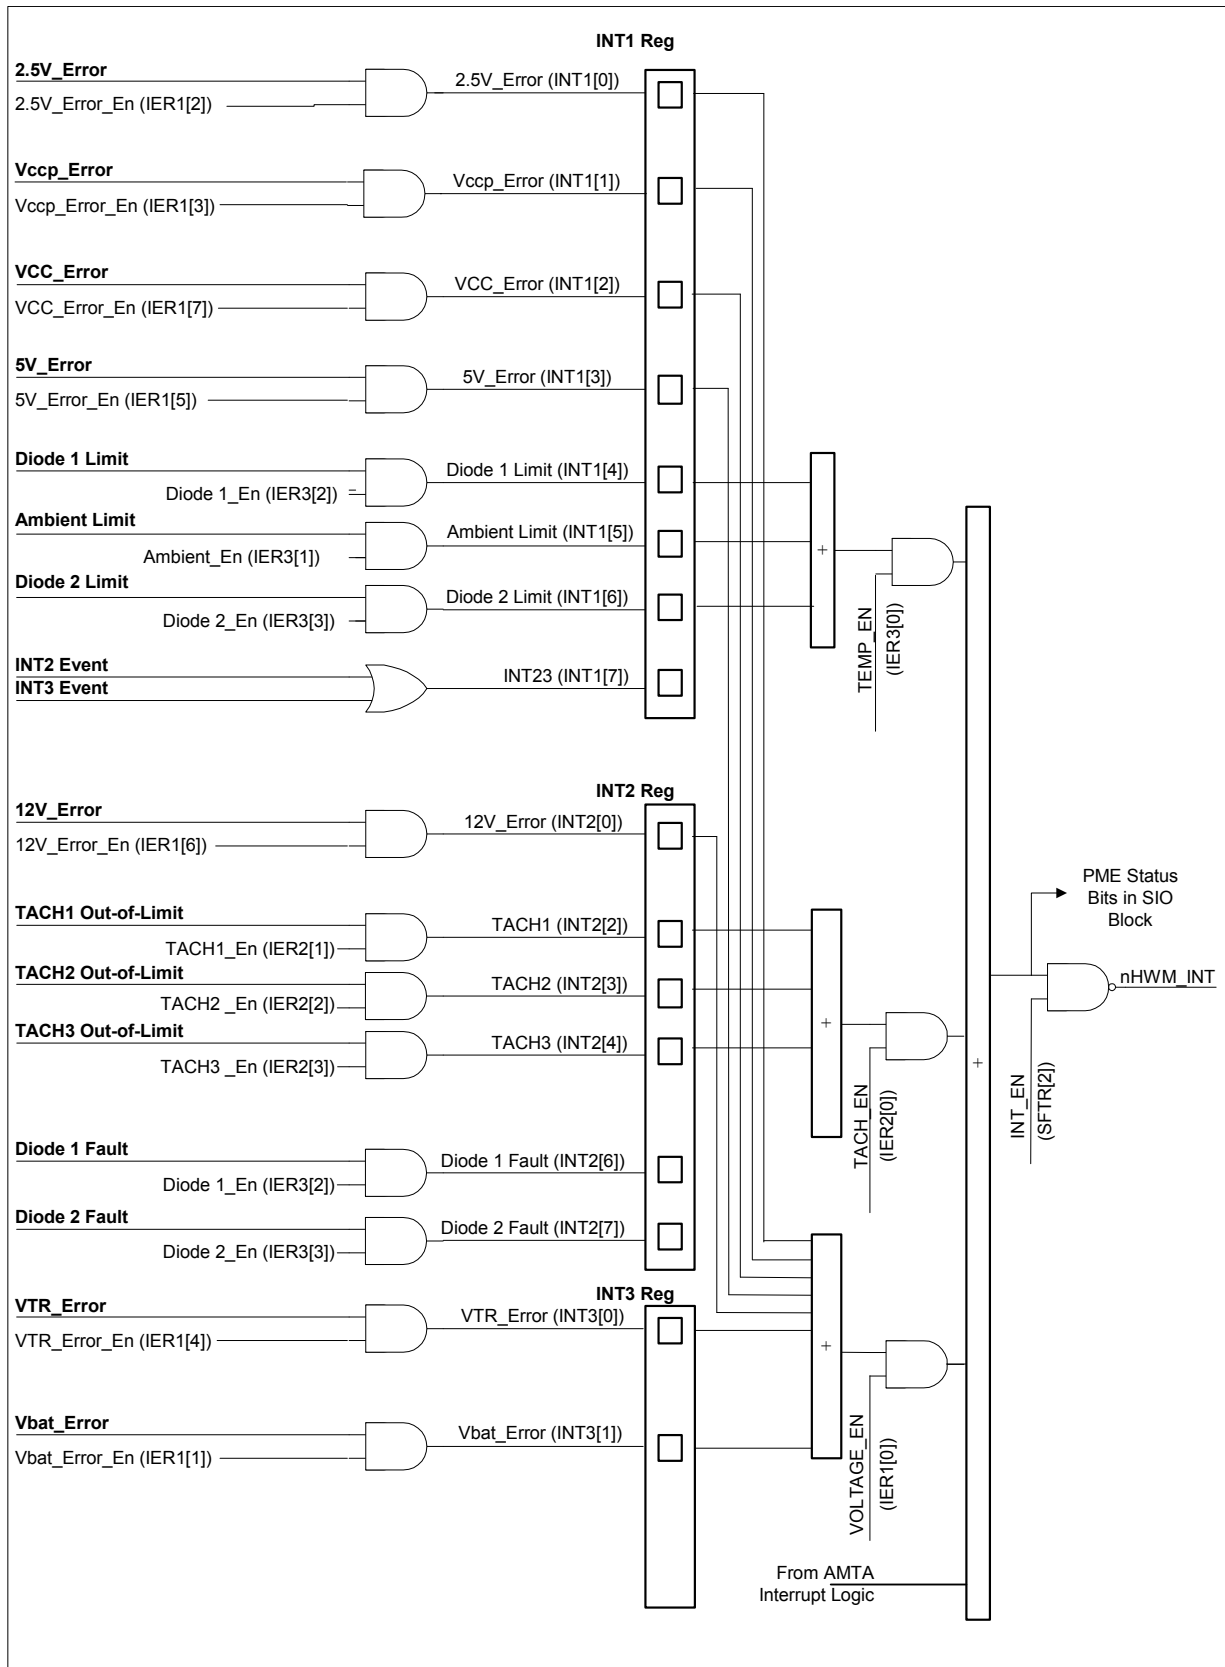 INT1 Reg
2.5V_Error
2.5V_Error_En (IER1[2])
2.5V_Error (INT1[0])
Vccp_Error
Vccp_Error_En (IER1[3])
Vccp_Error (INT1[1])
VCC_Error
VCC_Error_En (IER1[7])
VCC_Error (INT1[2])
5V_Error
5V_Error_En (IER1[5])
5V_Error (INT1[3])
Diode 1 Limit
Diode 1_En (IER3[2])
Diode 1 Limit (INT1[4])
Ambient Limit
Ambient_En (IER3[1])
Ambient Limit (INT1[5])
Diode 2 Limit
Diode 2_En (IER3[3])
Diode 2 Limit (INT1[6])
INT2 Event
INT3 Event
INT23 (INT1[7])
+
TEMP_EN
(IER3[0])
INT2 Reg
12V_Error
12V_Error_En (IER1[6])
12V_Error (INT2[0])
TACH1 Out-of-Limit
TACH1_En (IER2[1])
TACH1 (INT2[2])
TACH2 Out-of-Limit
TACH2 _En (IER2[2])
TACH2 (INT2[3])
TACH3 Out-of-Limit
TACH3 _En (IER2[3])
TACH3 (INT2[4])
+
TACH_EN
(IER2[0])
+
PME Status
Bits in SIO
Block
nHWM_INT
INT_EN
(SFTR[2])
Diode 1 Fault
Diode 1_En (IER3[2])
Diode 1 Fault (INT2[6])
Diode 2 Fault
Diode 2_En (IER3[3])
Diode 2 Fault (INT2[7])
INT3 Reg
VTR_Error
VTR_Error_En (IER1[4])
VTR_Error (INT3[0])
+
Vbat_Error
Vbat_Error_En (IER1[1])
Vbat_Error (INT3[1])
VOLTAGE_EN
(IER1[0])
From AMTA
Interrupt Logic